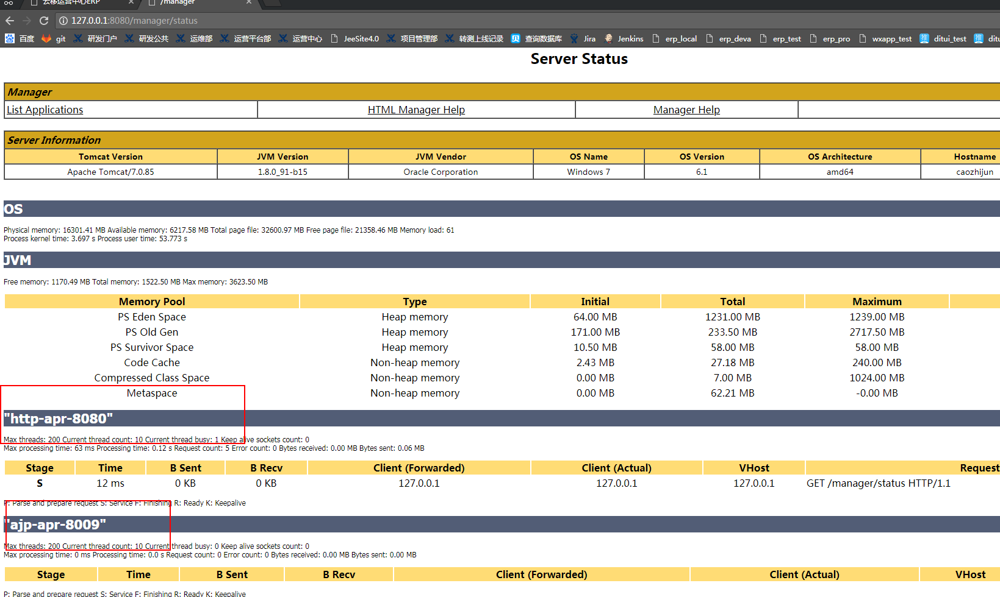 云移运营中心ERP × /manager ×
127.0.0.1:8080/manager/status
百度 git 研发门户 研发公共 运维部 运营平台部 运营中心 JeeSite4.0 项目管理部 转测上线记录 查询数据库 Jira Jenkins erp_local erp_deva erp_test erp_pro wxapp_test ditui_test ditu
Server Status
Manager
List Applications HTML Manager Help Manager Help
Server Information
Tomcat Version JVM Version JVM Vendor OS Name OS Version OS Architecture Hostname
Apache Tomcat/7.0.85 1.8.0_91-b15 Oracle Corporation Windows 7 6.1 amd64 caozhijun
OS
Physical memory: 16301.41 MB Available memory: 6217.58 MB Total page file: 32600.97 MB Free page file: 21358.46 MB Memory load: 61
Process kernel time: 3.697 s Process user time: 53.773 s
JVM
Free memory: 1170.49 MB Total memory: 1522.50 MB Max memory: 3623.50 MB
Memory Pool Type Initial Total Maximum
PS Eden Space Heap memory 64.00 MB 1231.00 MB 1239.00 MB
PS Old Gen Heap memory 171.00 MB 233.50 MB 2717.50 MB
PS Survivor Space Heap memory 10.50 MB 58.00 MB 58.00 MB
Code Cache Non-heap memory 2.43 MB 27.18 MB 240.00 MB
Compressed Class Space Non-heap memory 0.00 MB 7.00 MB 1024.00 MB
Metaspace Non-heap memory 0.00 MB 62.21 MB -0.00 MB
"http-apr-8080"
Max threads: 200 Current thread count: 10 Current thread busy: 1 Keep alive sockets count: 0
Max processing time: 63 ms Processing time: 0.12 s Request count: 5 Error count: 0 Bytes received: 0.00 MB Bytes sent: 0.06 MB
Stage Time B Sent B Recv Client (Forwarded) Client (Actual) VHost Request
S 12 ms 0 KB 0 KB 127.0.0.1 127.0.0.1 127.0.0.1 GET /manager/status HTTP/1.1
P: Parse and prepare request S: Service F: Finishing R: Ready K: Keepalive
"ajp-apr-8009"
Max threads: 200 Current thread count: 10 Current thread busy: 0 Keep alive sockets count: 0
Max processing time: 0 ms Processing time: 0.0 s Request count: 0 Error count: 0 Bytes received: 0.00 MB Bytes sent: 0.00 MB
Stage Time B Sent B Recv Client (Forwarded) Client (Actual) VHost
P: Parse and prepare request S: Service F: Finishing R: Ready K: Keepalive